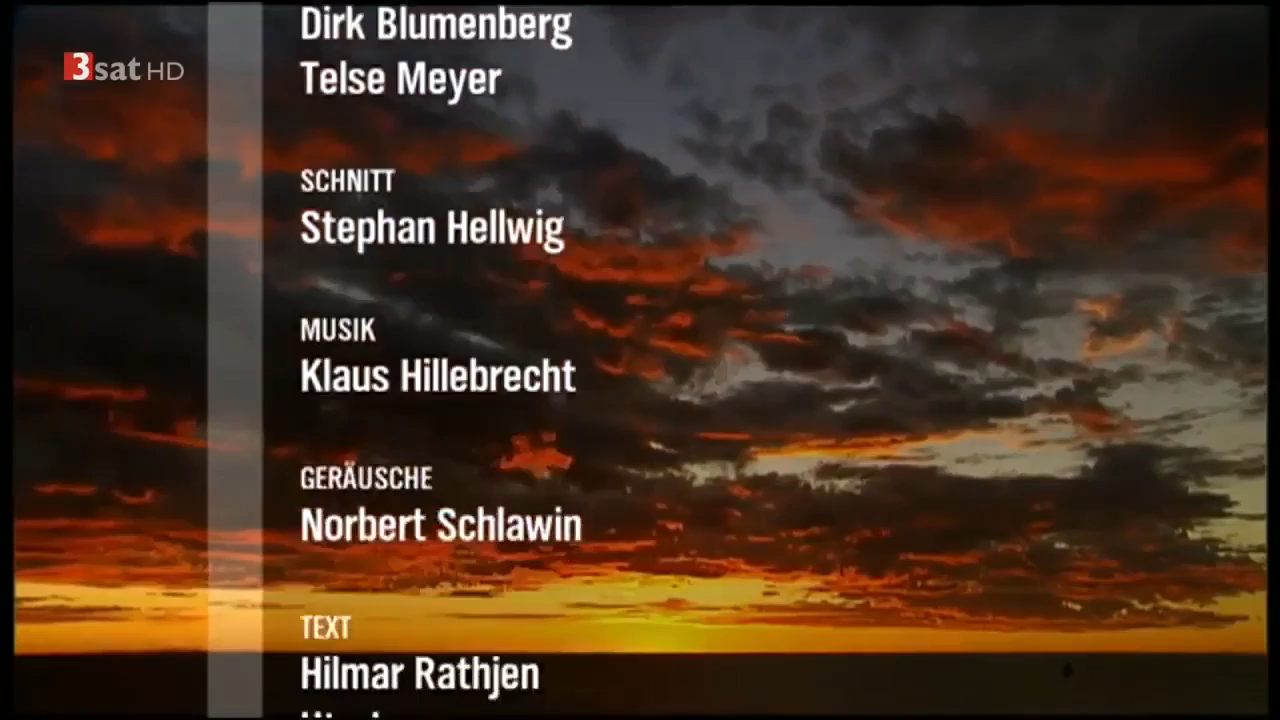 Dirk Blumenberg
3sat HD
Telse Meyer
SCHNITT
Stephan Hellwig
MUSIK
Klaus Hillebrecht
GERÄUSCHE
Norbert Schlawin
TEXT
Hilmar Rathjen